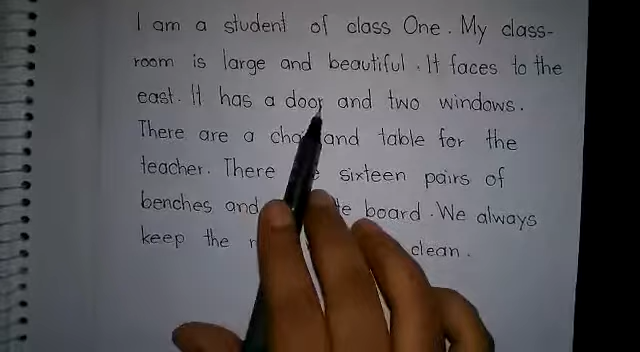 I am a student of class One. My class-
room is large and beautiful. It faces to the
east. It has a door and two windows.
There are a and table for the
teacher. There sixteen pairs of
benches and board. We always
keep the clean.